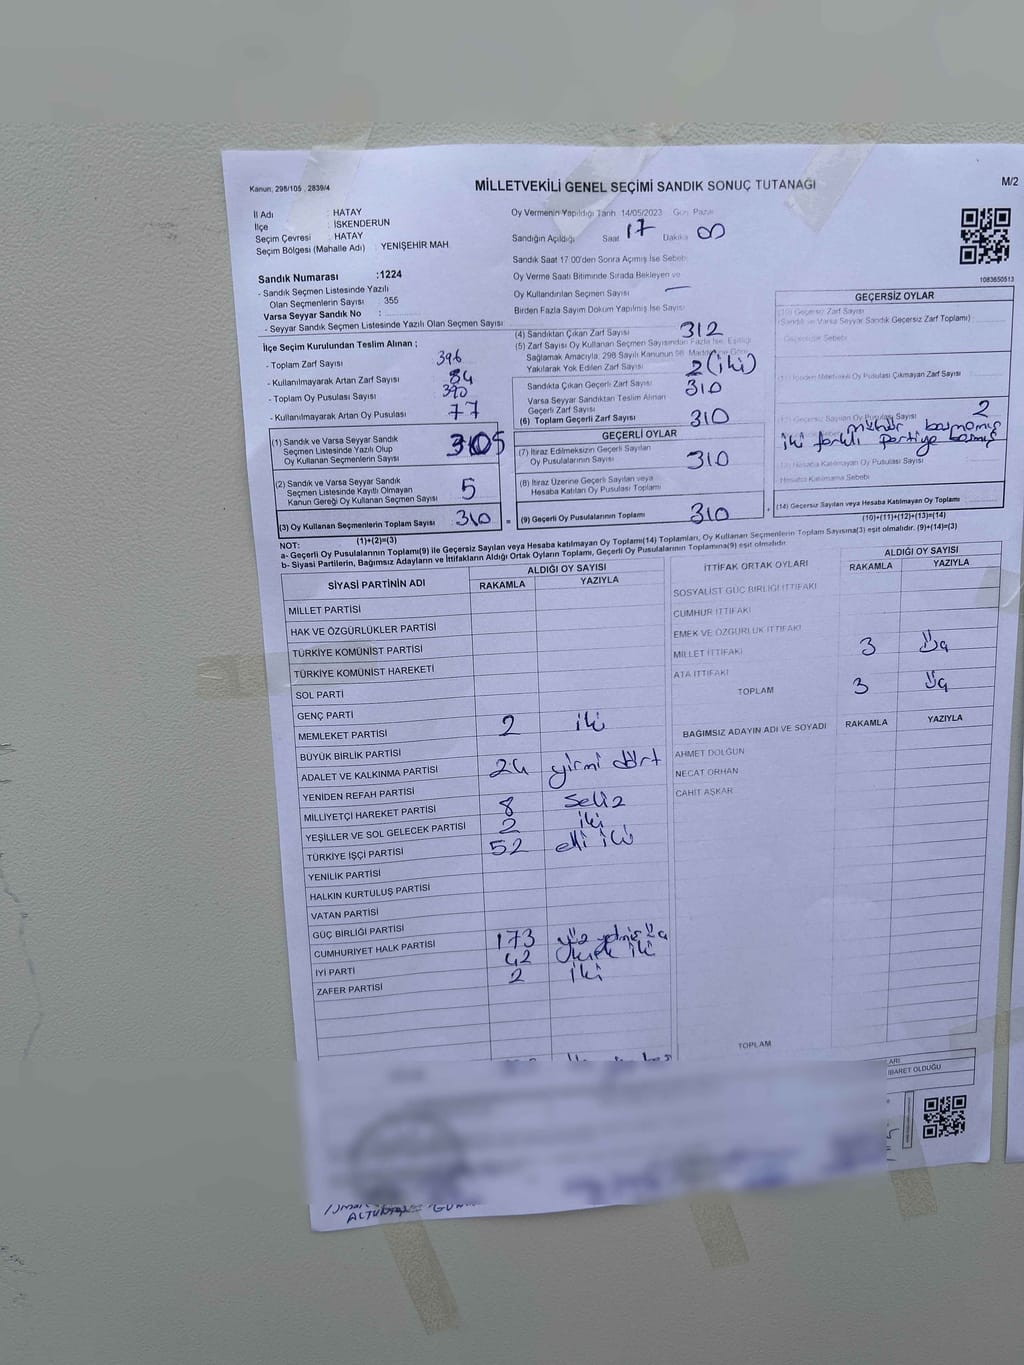 Kanun; 298/105 , 2839/4
MİLLETVEKİLİ GENEL SEÇİMİ SANDIK SONUÇ TUTANAĞI
M/2
İl Adı : HATAY
İlçe : İSKENDERUN
Seçim Çevresi : HATAY
Seçim Bölgesi (Mahalle Adı) : YENİŞEHİR MAH
Sandık Numarası :1224
- Sandık Seçmen Listesinde Yazılı
Olan Seçmenlerin Sayısı : 355
Varsa Seyyar Sandık No :
- Seyyar Sandık Seçmen Listesinde Yazılı Olan Seçmen Sayısı
İlçe Seçim Kurulundan Teslim Alınan ;
- Toplam Zarf Sayısı 396
- Kullanılmayarak Artan Zarf Sayısı 84
- Toplam Oy Pusulası Sayısı 390
- Kullanılmayarak Artan Oy Pusulası 77
(1) Sandık ve Varsa Seyyar Sandık
Seçmen Listesinde Yazılı Olup
Oy Kullanan Seçmenlerin Sayısı 305
(2) Sandık ve Varsa Seyyar Sandık
Seçmen Listesinde Kayıtlı Olmayan
Kanun Gereği Oy Kullanan Seçmen Sayısı 5
(3) Oy Kullanan Seçmenlerin Toplam Sayısı 310
(1)+(2)=(3)
Oy Vermenin Yapıldığı Tarih 14/05/2023 Gün Pazar
Sandığın Açıldığı Saat 17 Dakika 00
Sandık Saat 17 00'den Sonra Açımış İse Sebebi
Oy Verme Saati Bitiminde Sırada Bekleyen ve
Oy Kullandırılan Seçmen Sayısı —
Birden Fazla Sayım Döküm Yapılmış İse Sayısı
(4) Sandıktan Çıkan Zarf Sayısı 312
(5) Zarf Sayısı Oy Kullanan Seçmen Sayısından Fazla İse, Eşitliği
Sağlamak Amacıyla, 298 Sayılı Kanunun 98. Maddesine Göre
Yakılarak Yok Edilen Zarf Sayısı 2 (iki)
Sandıkta Çıkan Geçerli Zarf Sayısı 310
Varsa Seyyar Sandıktan Teslim Alınan
Geçerli Zarf Sayısı
(6) Toplam Geçerli Zarf Sayısı 310
GEÇERLİ OYLAR
(7) İtiraz Edilmeksizin Geçerli Sayılan
Oy Pusulalarının Sayısı 310
(8) İtiraz Üzerine Geçerli Sayılan veya
Hesaba Katılan Oy Pusulası Toplamı
= (9) Geçerli Oy Pusulalarının Toplamı 310 +
1083650513
GEÇERSİZ OYLAR
(10) Geçersiz Zarf Sayısı
(Sandık ve Varsa Seyyar Sandık Geçersiz Zarf Toplamı)
Geçersizlik Sebebi
(11) İçinden Milletvekili Oy Pusulası Çıkmayan Zarf Sayısı
(12) Geçersiz Sayılan Oy Pusulası Sayısı 2
mühür basmamış
iki farklı partiye basmış
(13) Hesaba Katılmayan Oy Pusulası Sayısı
Hesaba Katılmama Sebebi
(14) Geçersiz Sayılan veya Hesaba Katılmayan Oy Toplamı
(10)+(11)+(12)+(13)=(14)
NOT:
a- Geçerli Oy Pusulalarının Toplamı(9) ile Geçersiz Sayılan veya Hesaba katılmayan Oy Toplamı(14) Toplamları, Oy Kullanan Seçmenlerin Toplam Sayısına(3) eşit olmalıdır. (9)+(14)=(3)
b- Siyasi Partilerin, Bağımsız Adayların ve İttifakların Aldığı Ortak Oyların Toplamı, Geçerli Oy Pusulalarının Toplamına(9) eşit olmalıdır.
SİYASİ PARTİNİN ADI
ALDIĞI OY SAYISI
RAKAMLA YAZIYLA
MİLLET PARTİSİ
HAK VE ÖZGÜRLÜKLER PARTİSİ
TÜRKİYE KOMÜNİST PARTİSİ
TÜRKİYE KOMÜNİST HAREKETİ
SOL PARTİ
GENÇ PARTİ
MEMLEKET PARTİSİ 2 iki
BÜYÜK BİRLİK PARTİSİ
ADALET VE KALKINMA PARTİSİ 24 yirmi dört
YENİDEN REFAH PARTİSİ
MİLLİYETÇİ HAREKET PARTİSİ 8 Sekiz
YEŞİLLER VE SOL GELECEK PARTİSİ 2 iki
TÜRKİYE İŞÇİ PARTİSİ 52 elli iki
YENİLİK PARTİSİ
HALKIN KURTULUŞ PARTİSİ
VATAN PARTİSİ
GÜÇ BİRLİĞİ PARTİSİ
CUMHURİYET HALK PARTİSİ 173 yüz yetmiş üç
İYİ PARTİ 42 kırk iki
ZAFER PARTİSİ 2 iki
İTTİFAK ORTAK OYLARI
ALDIĞI OY SAYISI
RAKAMLA YAZIYLA
SOSYALİST GÜÇ BİRLİĞİ İTTİFAKI
CUMHUR İTTİFAKI
EMEK VE ÖZGÜRLÜK İTTİFAKI
MİLLET İTTİFAKI 3 üç
ATA İTTİFAKI
TOPLAM 3 üç
BAĞIMSIZ ADAYIN ADI VE SOYADI RAKAMLA YAZIYLA
AHMET DOLGUN
NECAT ORHAN
CAHİT AŞKAR
TOPLAM
İBARET OLDUĞU